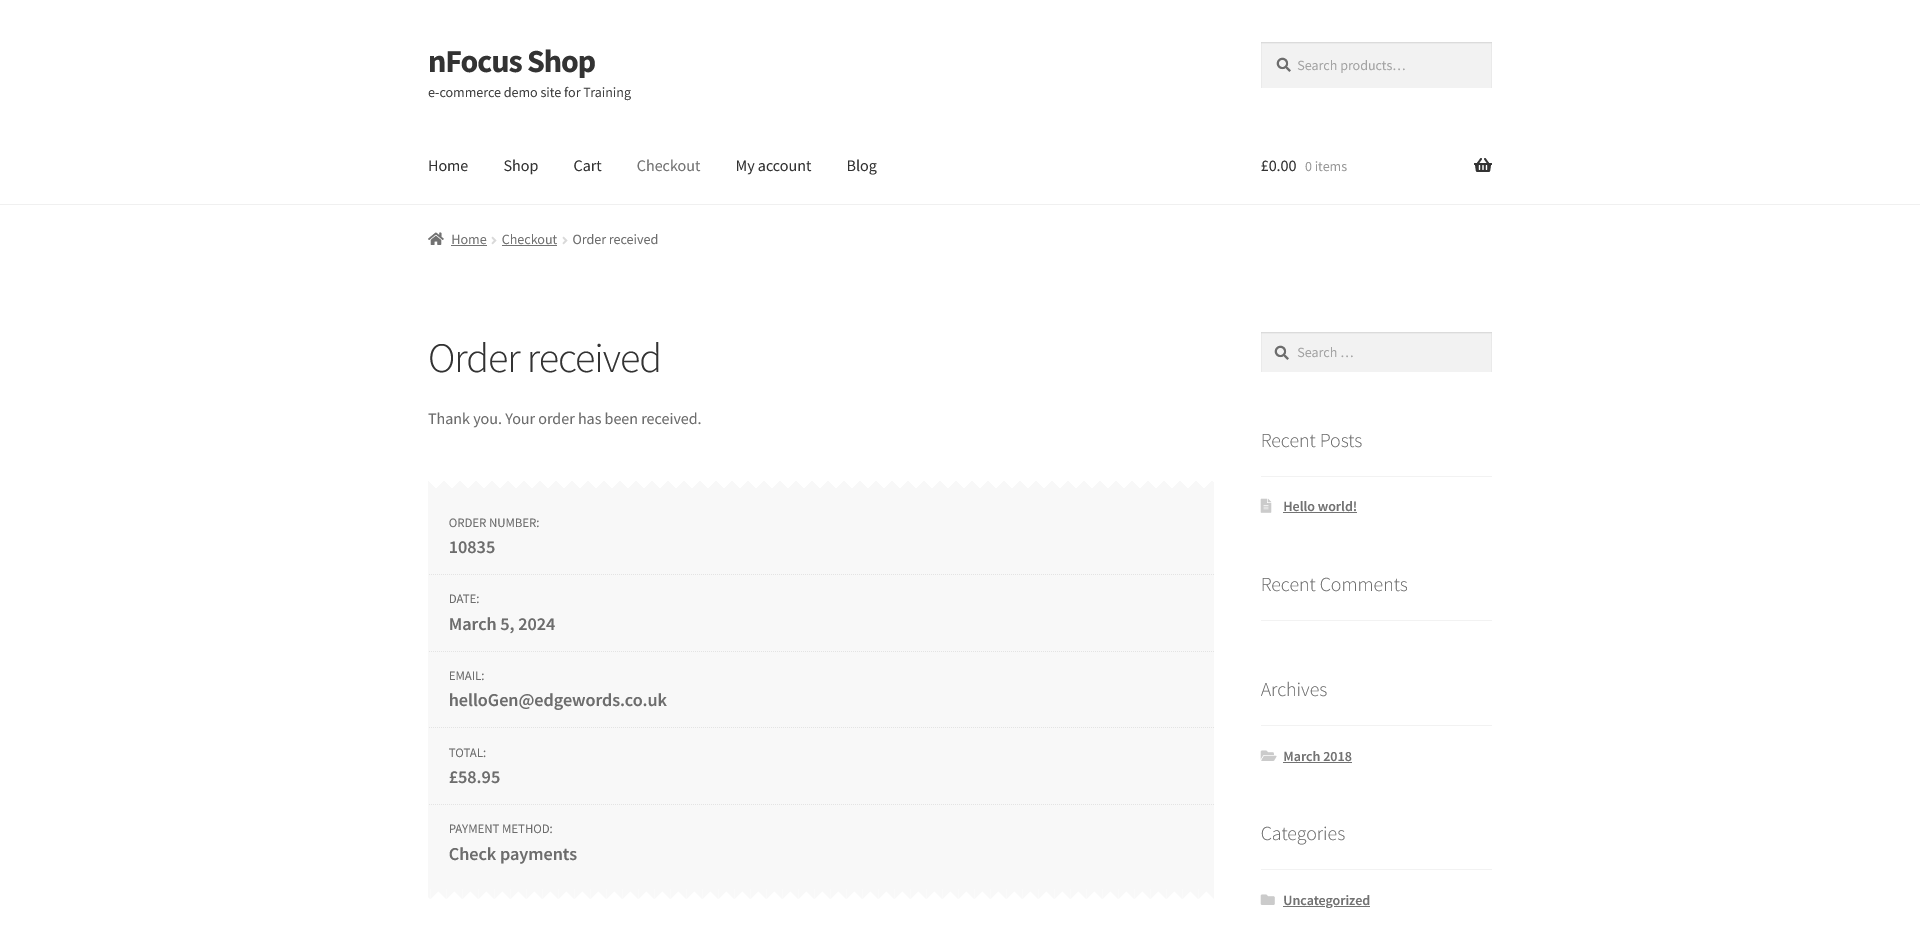 nFocus Shop
e-commerce demo site for Training
Search products…
Home Shop Cart Checkout My account Blog
£0.00 0 items
Home Checkout Order received
Order received
Thank you. Your order has been received.
ORDER NUMBER:
10835
DATE:
March 5, 2024
EMAIL:
helloGen@edgewords.co.uk
TOTAL:
£58.95
PAYMENT METHOD:
Check payments
Search …
Recent Posts
Hello world!
Recent Comments
Archives
March 2018
Categories
Uncategorized